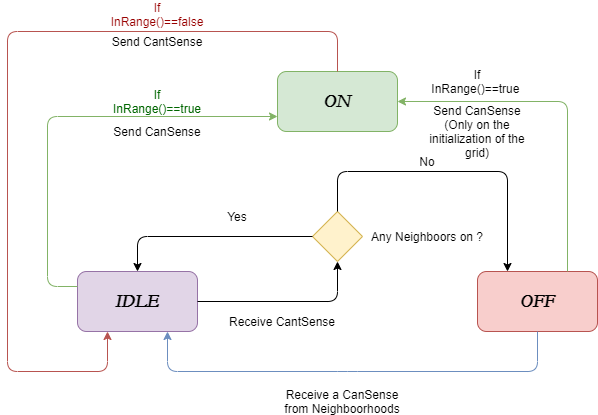 If
InRange()==false
Send CantSense
If
InRange()==true
Send CanSense
ON
If
InRange()==true
Send CanSense
(Only on the
initialization of the
grid)
No
Yes
Any Neighboors on ?
IDLE
OFF
Receive CantSense
Receive a CanSense
from Neighboorhoods